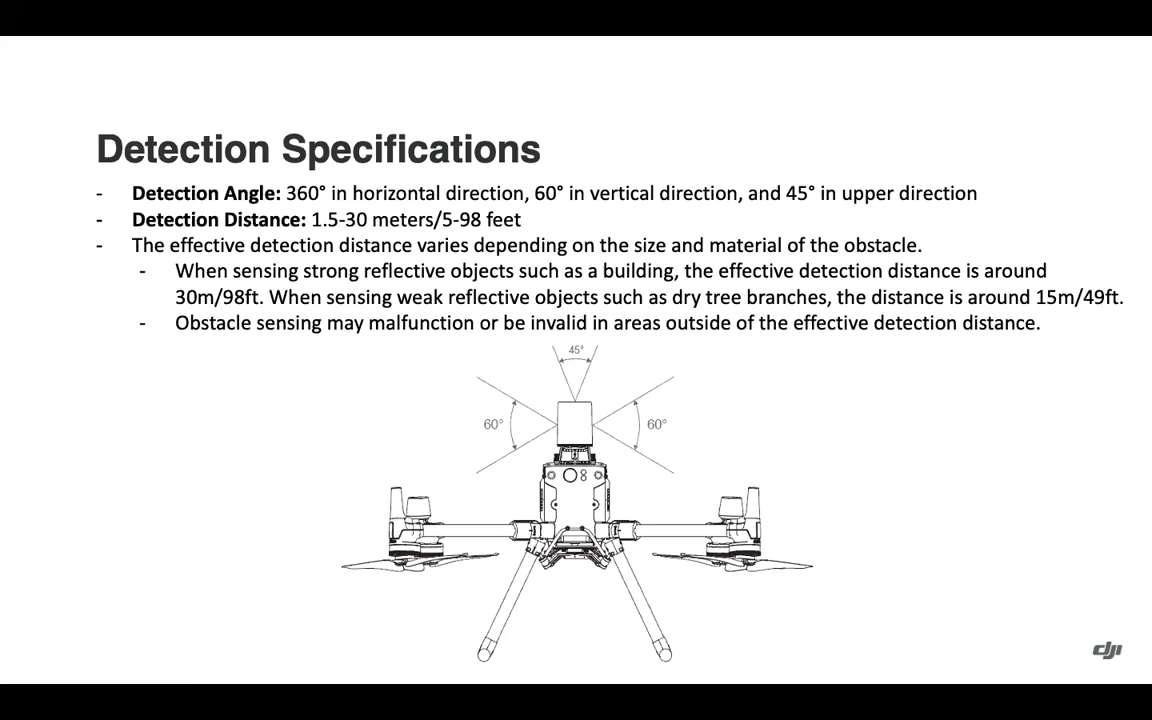 Detection Specifications
- Detection Angle: 360° in horizontal direction, 60° in vertical direction, and 45° in upper direction
- Detection Distance: 1.5-30 meters/5-98 feet
- The effective detection distance varies depending on the size and material of the obstacle.
- When sensing strong reflective objects such as a building, the effective detection distance is around
30m/98ft. When sensing weak reflective objects such as dry tree branches, the distance is around 15m/49ft.
- Obstacle sensing may malfunction or be invalid in areas outside of the effective detection distance.
45°
60° 60°
dji